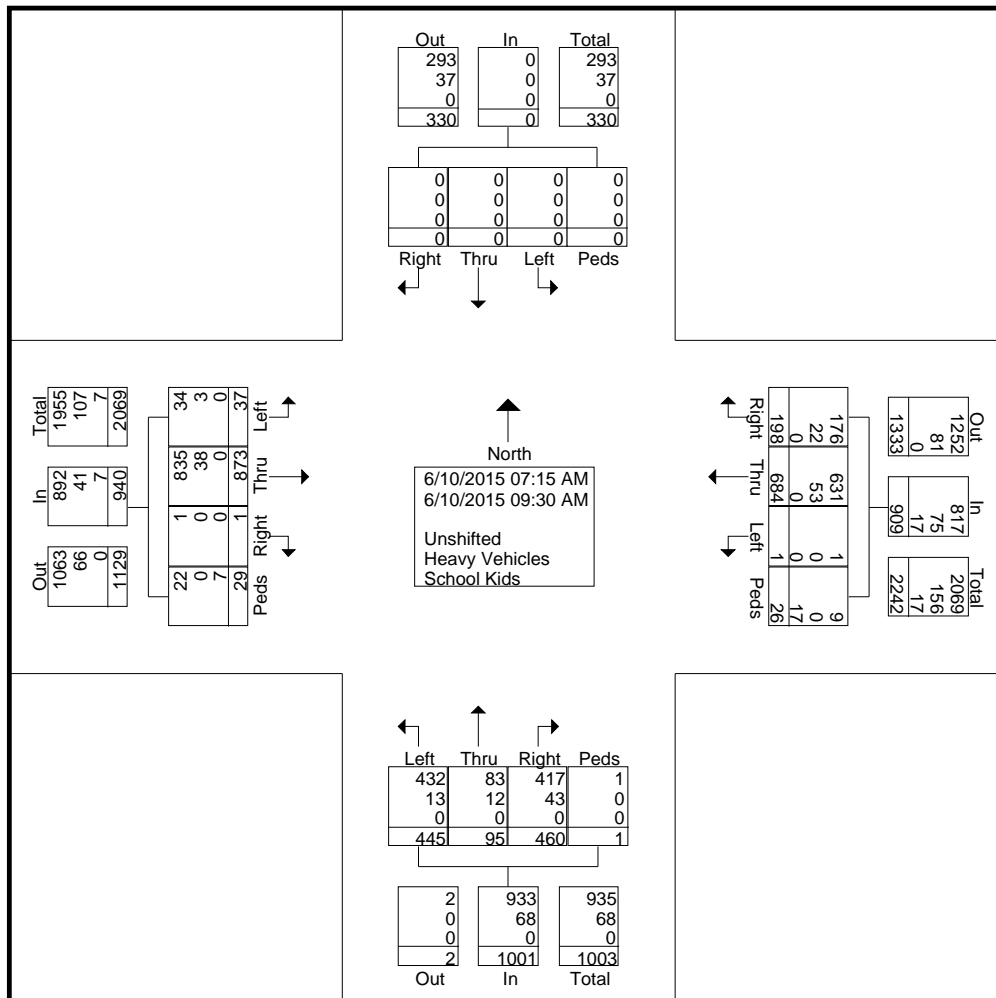 Out In Total
293 0 293
37 0 37
0 0 0
330 0 330
0 0 0 0
0 0 0 0
0 0 0 0
0 0 0 0
Right Thru Left Peds
Total
1955
107
7
2069
In
892
41
7
940
Out
1063
66
0
1129
34
3
0
37
Left
835
38
0
873
Thru
1
0
0
1
Right
22
0
7
29
Peds
North
6/10/2015 07:15 AM
6/10/2015 09:30 AM
Unshifted
Heavy Vehicles
School Kids
Right
176
22
0
198
Thru
631
53
0
684
Left
1
0
0
1
Peds
9
0
17
26
Out
1252
81
0
1333
In
817
75
17
909
Total
2069
156
17
2242
Left Thru Right Peds
432 83 417 1
13 12 43 0
0 0 0 0
445 95 460 1
2 933 935
0 68 68
0 0 0
2 1001 1003
Out In Total